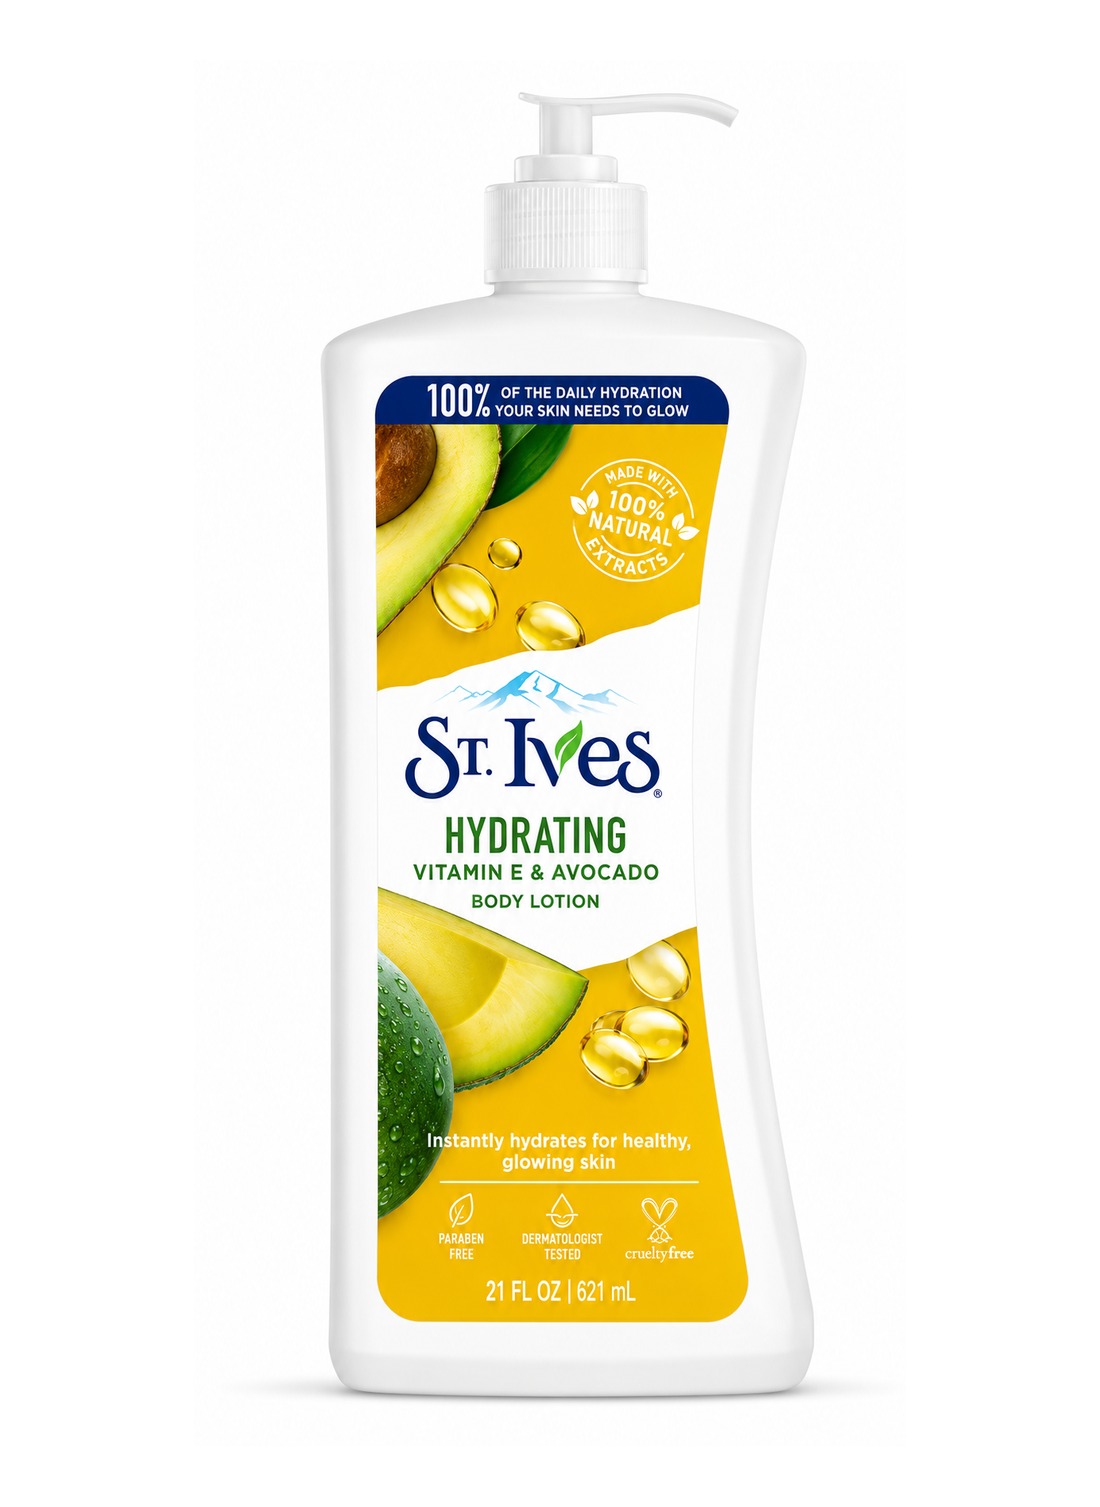 100% OF THE DAILY HYDRATION
YOUR SKIN NEEDS TO GLOW
MADE WITH
100%
NATURAL
EXTRACTS
ST. IVES®
HYDRATING
VITAMIN E & AVOCADO
BODY LOTION
Instantly hydrates for healthy,
glowing skin
PARABEN
FREE
DERMATOLOGIST
TESTED
crueltyfree
21 FL OZ | 621 mL